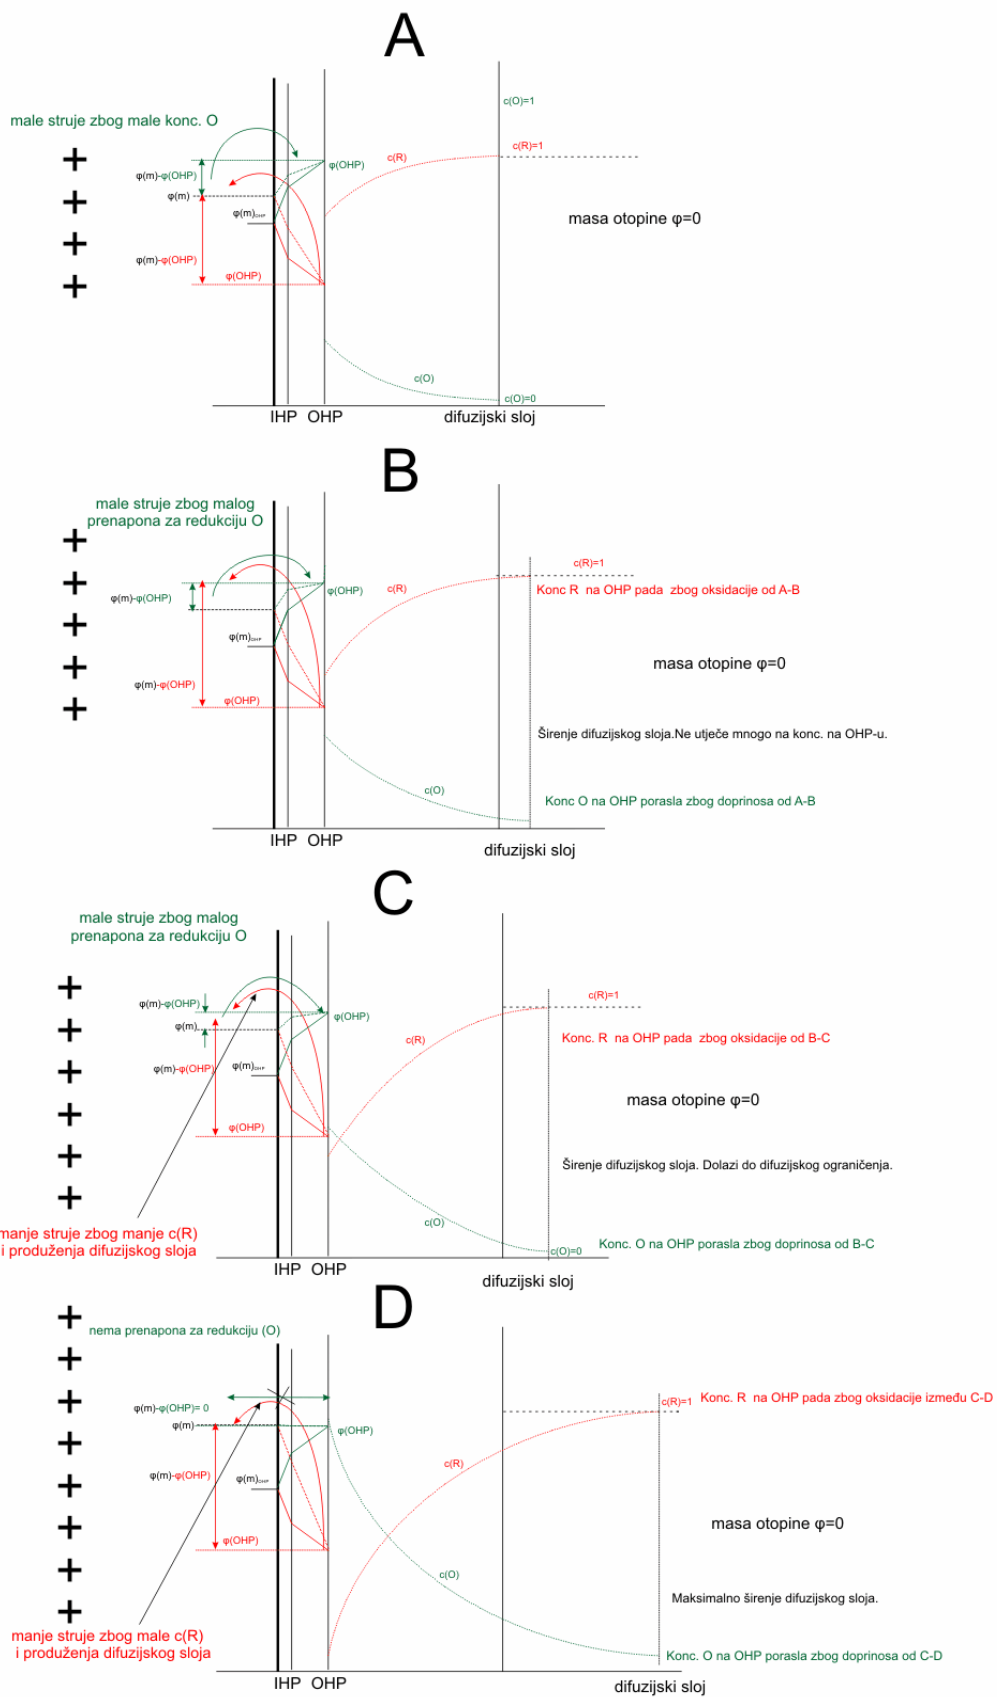 A
male struje zbog male konc. O
c(O)=1
+
φ(m)-φ(OHP)
φ(OHP)
c(R)
c(R)=1
φ(m)
+
φ(m)OHP
masa otopine φ=0
+
φ(m)-φ(OHP)
φ(OHP)
+
c(O)
c(O)=0
IHP OHP
difuzijski sloj
B
male struje zbog malog
prenapona za redukciju O
+
c(R)=1
+
φ(m)-φ(OHP)
φ(OHP)
c(R)
Konc R na OHP pada zbog oksidacije od A-B
+
φ(m)OHP
masa otopine φ=0
+
φ(m)-φ(OHP)
φ(OHP)
+
Širenje difuzijskog sloja.Ne utječe mnogo na konc. na OHP-u.
c(O)
Konc O na OHP porasla zbog doprinosa od A-B
IHP OHP
difuzijski sloj
C
male struje zbog malog
prenapona za redukciju O
+
φ(m)-φ(OHP)
c(R)=1
φ(OHP)
+
φ(m)
c(R)
Konc. R na OHP pada zbog oksidacije od B-C
+
φ(m)-φ(OHP)
φ(m)OHP
masa otopine φ=0
+
φ(OHP)
+
Širenje difuzijskog sloja. Dolazi do difuzijskog ograničenja.
+
c(O)
manje struje zbog manje c(R)
i produženja difuzijskog sloja
c(O)=0
Konc. O na OHP porasla zbog doprinosa od B-C
IHP OHP
difuzijski sloj
D
+
nema prenapona za redukciju (O)
+
c(R)=1
Konc. R na OHP pada zbog oksidacije između C-D
+
φ(m)-φ(OHP)= 0
φ(m)
φ(OHP)
+
c(R)
φ(m)-φ(OHP)
φ(m)OHP
+
masa otopine φ=0
+
φ(OHP)
+
c(O)
Maksimalno širenje difuzijskog sloja.
+
manje struje zbog male c(R)
i produženja difuzijskog sloja
Konc. O na OHP porasla zbog doprinosa od C-D
IHP OHP
difuzijski sloj